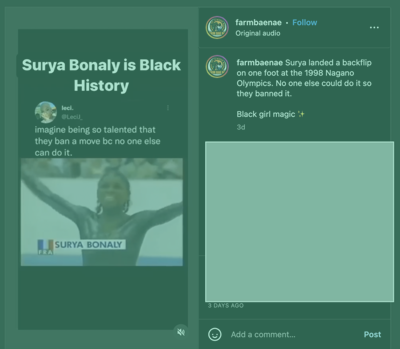 Surya Bonaly is Black
History
leci.
imagine being so talented that
they ban a move bc no one else
can do it.
FRA
SURYA BONALY
farmbaenae • Follow
Original audio
farmbaenae Surya landed a backflip
on one foot at the 1998 Nagano
Olympics. No one else could do it so
they banned it.
Black girl magic ✨
3d
3 DAYS AGO
Add a comment...
Post